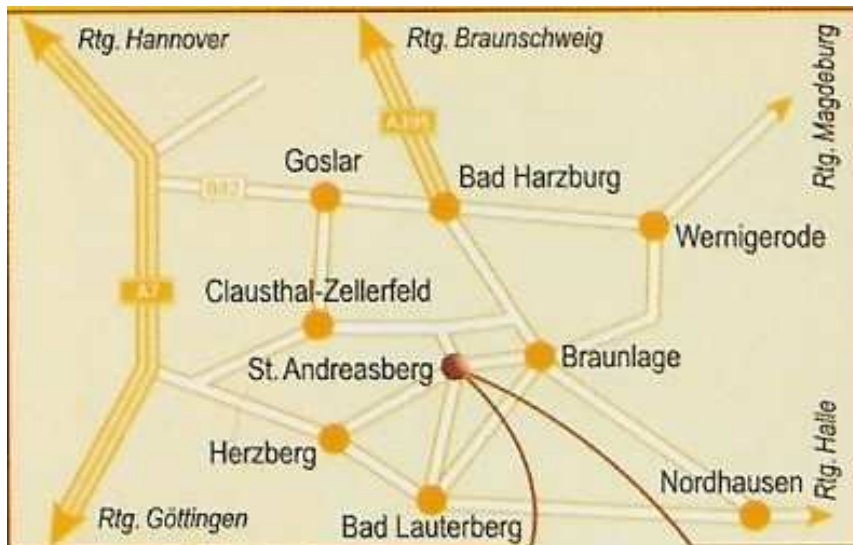 Rtg. Hannover
Rtg. Braunschweig
Rtg. Magdeburg
Goslar
Bad Harzburg
Wernigerode
A7
Clausthal-Zellerfeld
St. Andreasberg
Braunlage
Herzberg
Nordhausen
Rtg. Halle
Rtg. Göttingen
Bad Lauterberg